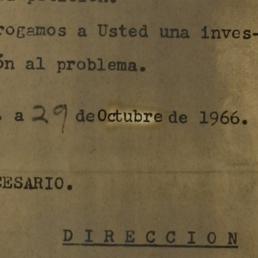 rogamos a Usted una inves-
ón al problema.
. a 29 de Octubre de 1966.
CESARIO.
DIRECCION